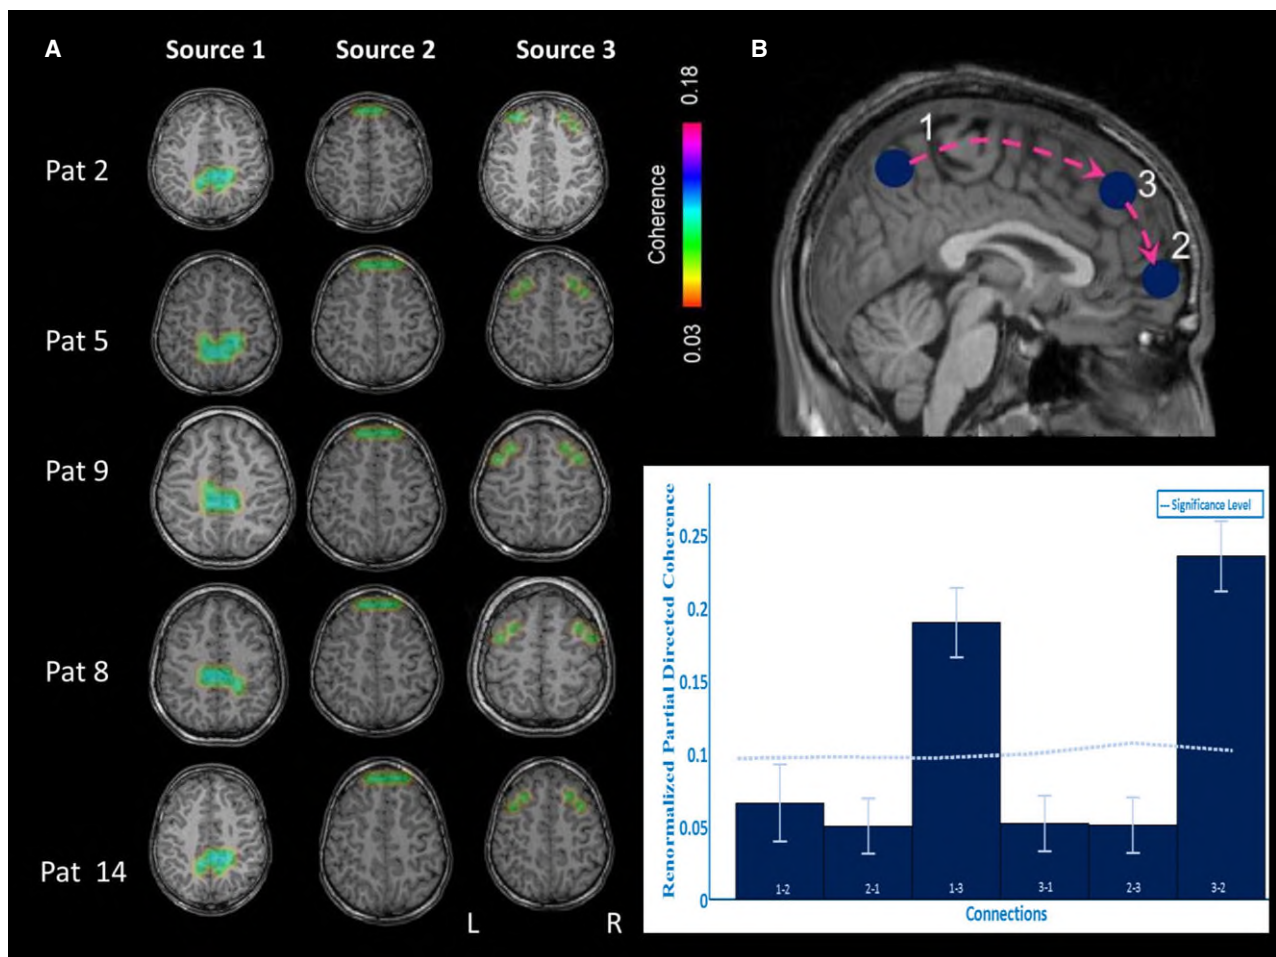 A
Source 1
Source 2
Source 3
Pat 2
Pat 5
Pat 9
Pat 8
Pat 14
L
R
0.18
Coherence
0.03
B
1
3
2
--- Significance Level
Renormalized Partial Directed Coherence
0.25
0.2
0.15
0.1
0.05
0
1-2
2-1
1-3
3-1
2-3
3-2
Connections